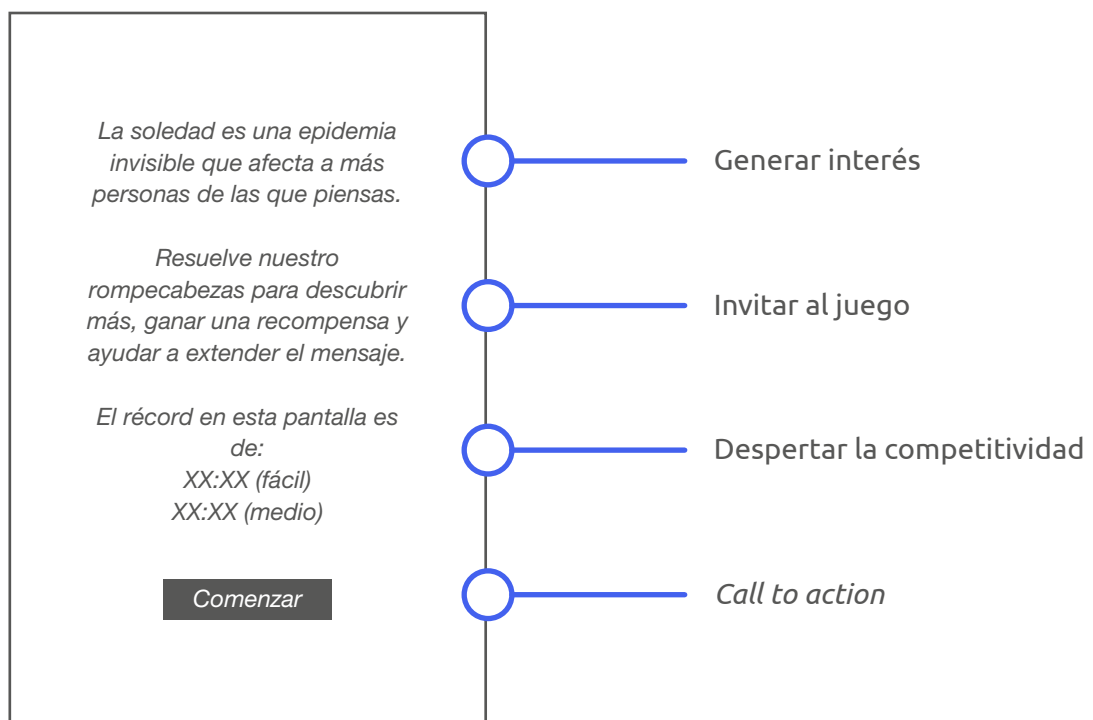 La soledad es una epidemia
invisible que afecta a más
personas de las que piensas.
Generar interés
Resuelve nuestro
rompecabezas para descubrir
más, ganar una recompensa y
ayudar a extender el mensaje.
Invitar al juego
El récord en esta pantalla es
de:
XX:XX (fácil)
XX:XX (medio)
Despertar la competitividad
Comenzar
Call to action